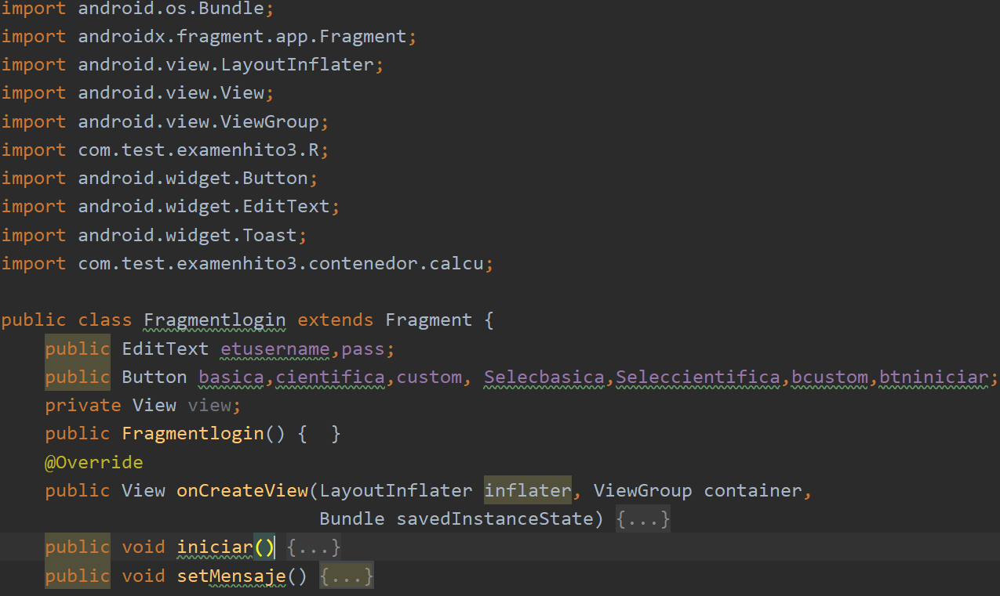 import android.os.Bundle;
import androidx.fragment.app.Fragment;
import android.view.LayoutInflater;
import android.view.View;
import android.view.ViewGroup;
import com.test.examenhito3.R;
import android.widget.Button;
import android.widget.EditText;
import android.widget.Toast;
import com.test.examenhito3.contenedor.calcu;
public class Fragmentlogin extends Fragment {
    public EditText etusername,pass;
    public Button basica,cientifica,custom, Selecbasica,Seleccientifica,bcustom,btniniciar;
    private View view;
    public Fragmentlogin() {  }
    @Override
    public View onCreateView(LayoutInflater inflater, ViewGroup container,
                             Bundle savedInstanceState) {...}
    public void iniciar() {...}
    public void setMensaje() {...}